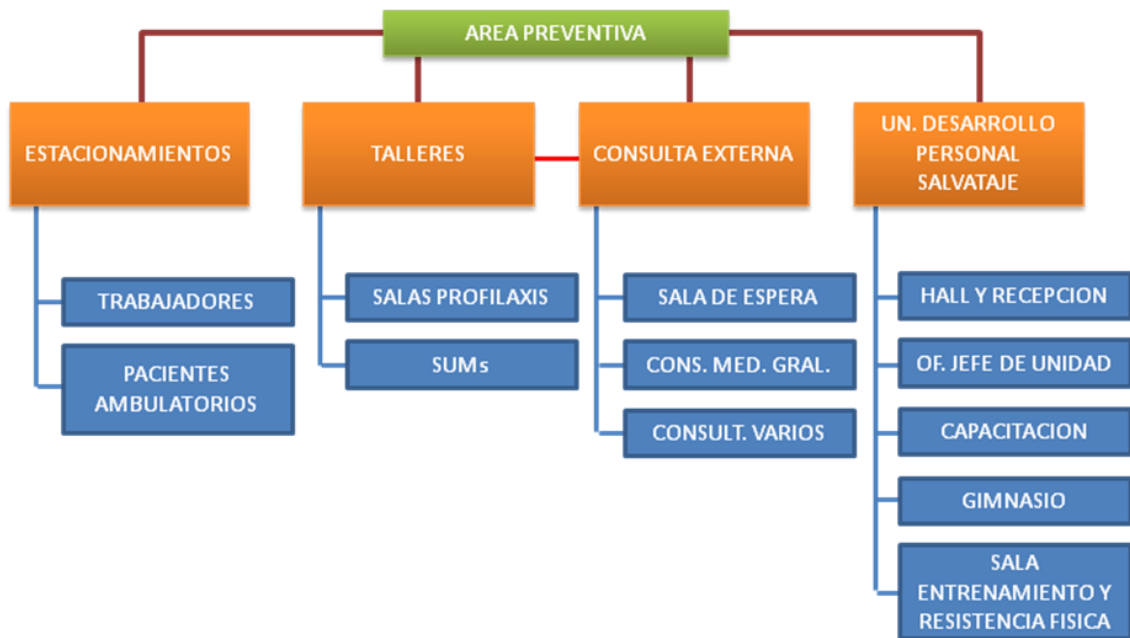 AREA PREVENTIVA
ESTACIONAMIENTOS
TRABAJADORES
PACIENTES
AMBULATORIOS
TALLERES
SALAS PROFILAXIS
SUMs
CONSULTA EXTERNA
SALA DE ESPERA
CONS. MED. GRAL.
CONSULT. VARIOS
UN. DESARROLLO
PERSONAL
SALVATAJE
HALL Y RECEPCION
OF. JEFE DE UNIDAD
CAPACITACION
GIMNASIO
SALA
ENTRENAMIENTO Y
RESISTENCIA FISICA